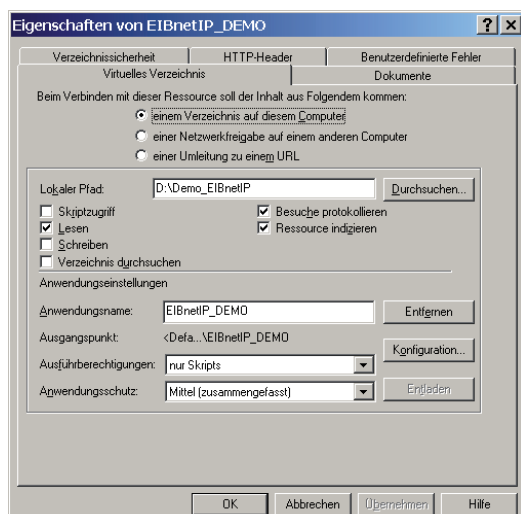 Eigenschaften von EIBnetIP_DEMO
Verzeichnissicherheit HTTP-Header Benutzerdefinierte Fehler
Virtuelles Verzeichnis Dokumente
Beim Verbinden mit dieser Ressource soll der Inhalt aus Folgendem kommen:
einem Verzeichnis auf diesem Computer
einer Netzwerkfreigabe auf einem anderen Computer
einer Umleitung zu einem URL
Lokaler Pfad: D:\Demo_EIBnetIP Durchsuchen...
Skriptzugriff Besuche protokollieren
Lesen Ressource indizieren
Schreiben
Verzeichnis durchsuchen
Anwendungseinstellungen
Anwendungsname: EIBnetIP_DEMO Entfernen
Ausgangspunkt: <Defa...\EIBnetIP_DEMO
Konfiguration...
Ausführberechtigungen: nur Skripts
Anwendungsschutz: Mittel (zusammengefasst) Entladen
OK Abbrechen Übernehmen Hilfe